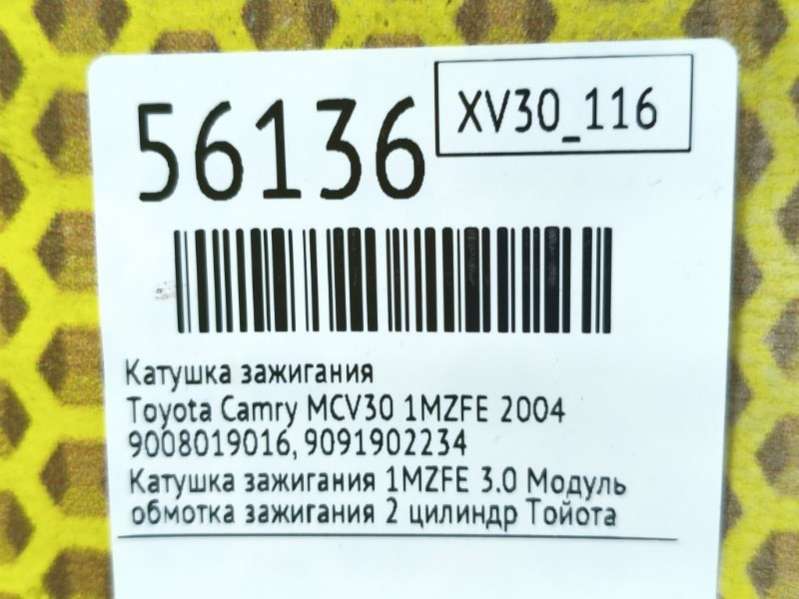 56136
XV30_116
Катушка зажигания
Toyota Camry MCV30 1MZFE 2004
9008019016, 9091902234
Катушка зажигания 1MZFE 3.0 Модуль
обмотка зажигания 2 цилиндр Тойота